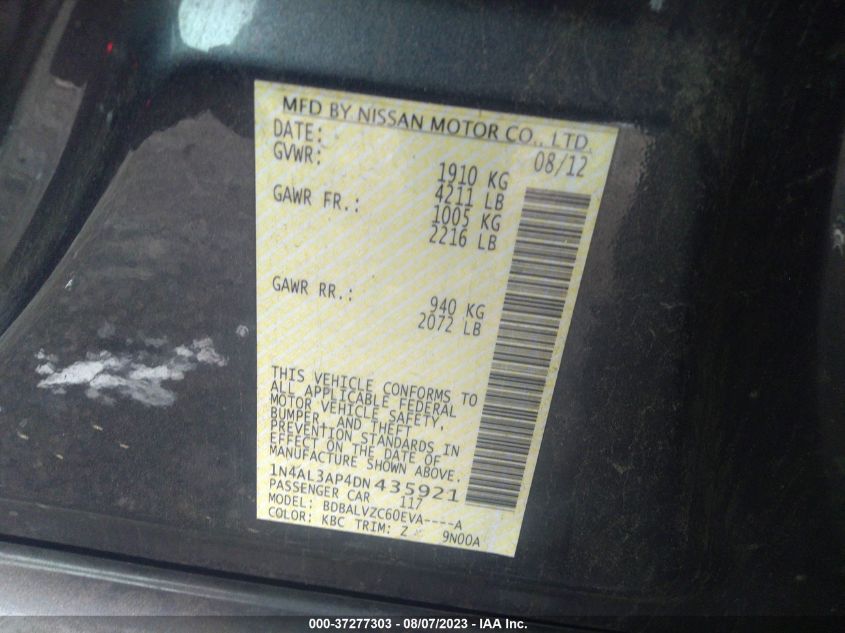 MFD BY NISSAN MOTOR CO., LTD.
DATE: 08/12
GVWR: 1910 KG
4211 LB
GAWR FR.: 1005 KG
2216 LB
GAWR RR.: 940 KG
2072 LB
THIS VEHICLE CONFORMS TO
ALL APPLICABLE FEDERAL
MOTOR VEHICLE SAFETY,
BUMPER, AND THEFT
PREVENTION STANDARDS IN
EFFECT ON THE DATE OF
MANUFACTURE SHOWN ABOVE.
1N4AL3AP4DN435921
PASSENGER CAR 117
MODEL: BDBALVZC60EVA----A
COLOR: KBC TRIM: Z 9N00A
000-37277303 - 08/07/2023 - IAA Inc.